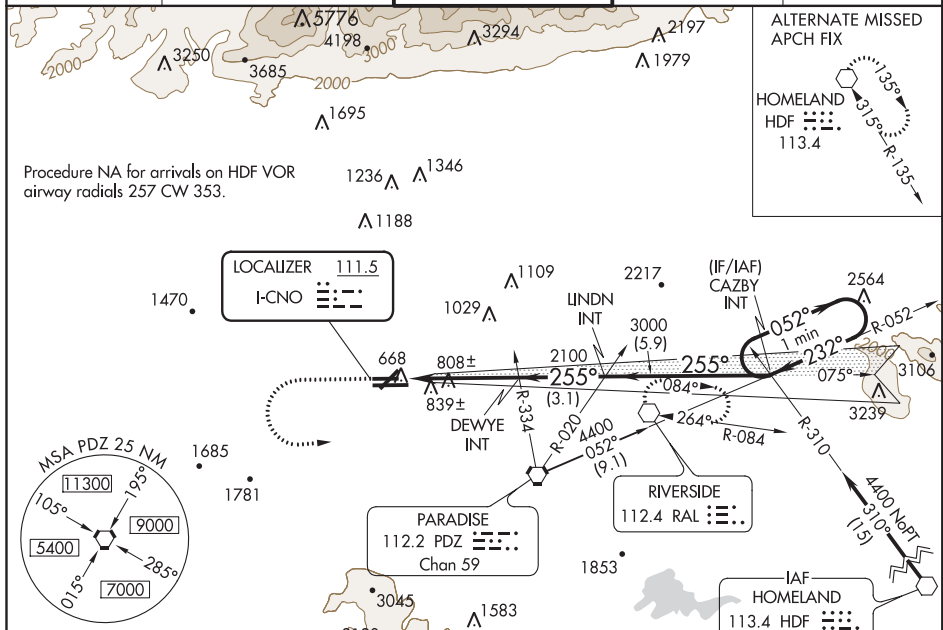 5776
4198
3000
3294
2197
1979
3250
3685
2000
2000
1695
ALTERNATE MISSED
APCH FIX
135°
HOMELAND
HDF
113.4
315°
R-135
Procedure NA for arrivals on HDF VOR
airway radials 257 CW 353.
1236
1346
1188
LOCALIZER 111.5
I-CNO
1470
1109
1029
2217
LINDN
INT
(IF/IAF)
CAZBY
INT
2564
052°
1 min
232°
R-052
2000
3106
3000
(5.9)
668
808±
839±
2100
255°
(3.1)
255°
075°
3239
DEWYE
INT
R-334
R-020
084°
264°
R-084
4400
052°
(9.1)
R-310
4400 NoPT
310°
(15)
1685
1781
MSA PDZ 25 NM
11300
195°
105°
9000
5400
285°
015°
7000
PARADISE
112.2 PDZ
Chan 59
RIVERSIDE
112.4 RAL
1853
3045
1583
IAF
HOMELAND
113.4 HDF